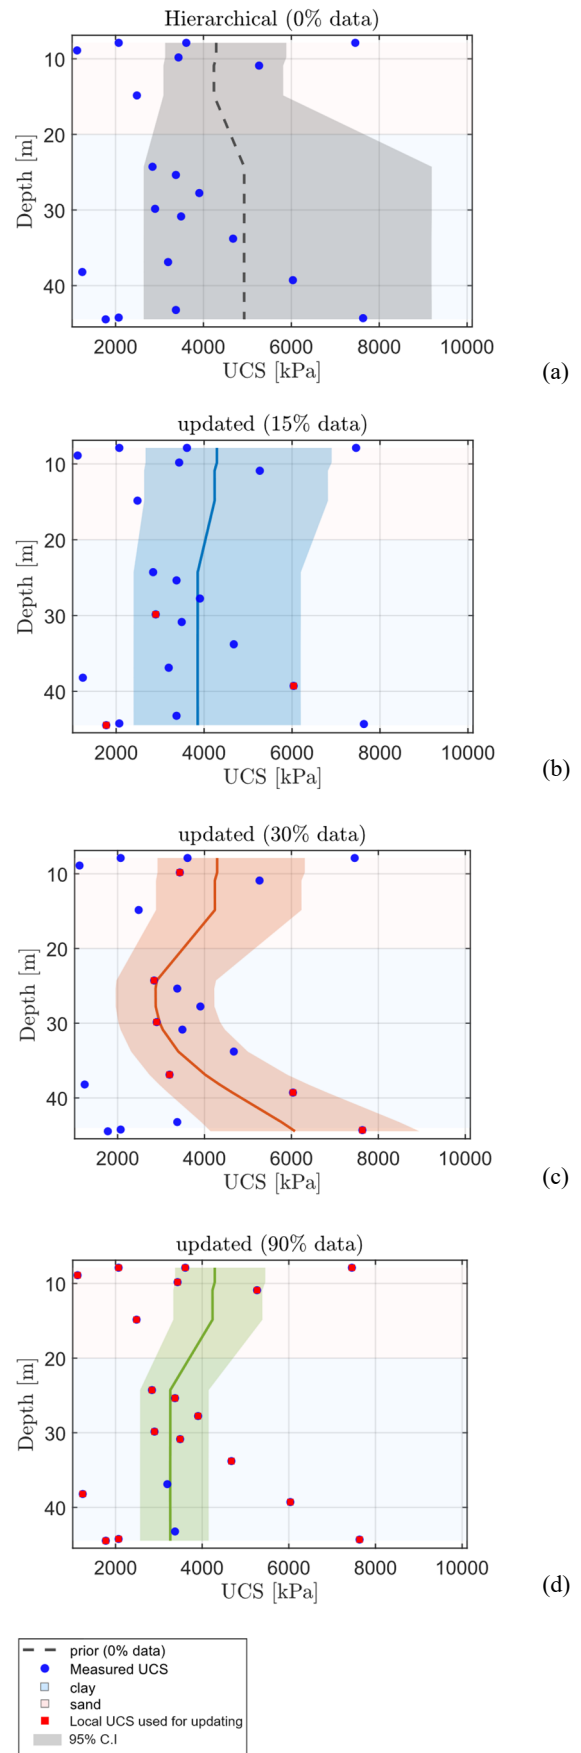 Hierarchical (0% data)
10
20
30
40
Depth [m]
2000 4000 6000 8000 10000
UCS [kPa]
(a)
updated (15% data)
10
20
30
40
Depth [m]
2000 4000 6000 8000 10000
UCS [kPa]
(b)
updated (30% data)
10
20
30
40
Depth [m]
2000 4000 6000 8000 10000
UCS [kPa]
(c)
updated (90% data)
10
20
30
40
Depth [m]
2000 4000 6000 8000 10000
UCS [kPa]
(d)
prior (0% data)
Measured UCS
clay
sand
Local UCS used for updating
95% C.I